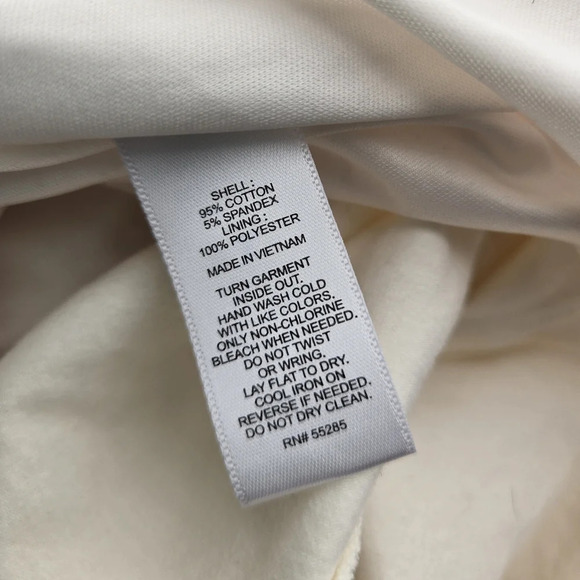 SHELL :
95% COTTON
5% SPANDEX
LINING :
100% POLYESTER
MADE IN VIETNAM
TURN GARMENT
INSIDE OUT.
HAND WASH COLD
WITH LIKE COLORS.
ONLY NON-CHLORINE
BLEACH WHEN NEEDED.
DO NOT TWIST
OR WRING.
LAY FLAT TO DRY.
COOL IRON ON
REVERSE IF NEEDED.
DO NOT DRY CLEAN.
RN# 55285